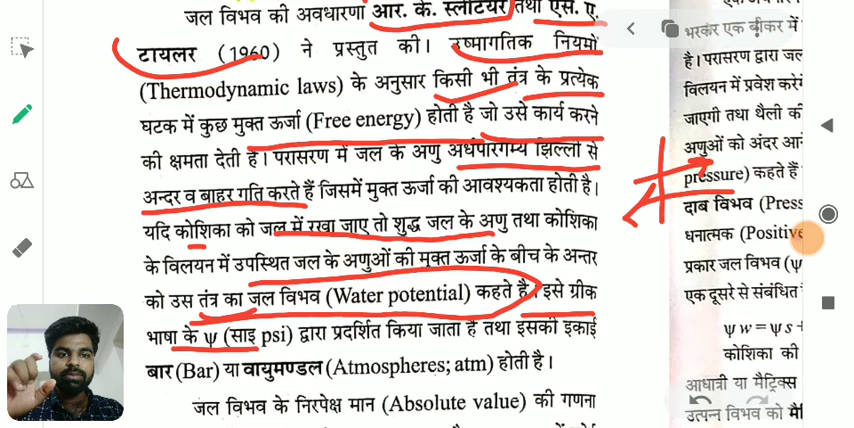 जल विभव की अवधारणा आर. के. स्लेटियर तथा एस. ए.
टायलर (1960) ने प्रस्तुत की। उष्मागतिक नियमों
(Thermodynamic laws) के अनुसार किसी भी तंत्र के प्रत्येक
घटक में कुछ मुक्त ऊर्जा (Free energy) होती है जो उसे कार्य करने
की क्षमता देती है। परासरण में जल के अणु अर्धपारगम्य झिल्ली से
अन्दर व बाहर गति करते हैं जिसमें मुक्त ऊर्जा की आवश्यकता होती है।
यदि कोशिका को जल में रखा जाए तो शुद्ध जल के अणु तथा कोशिका
के विलयन में उपस्थित जल के अणुओं की मुक्त ऊर्जा के बीच के अन्तर
को उस तंत्र का जल विभव (Water potential) कहते है। इसे ग्रीक
भाषा के ψ (साइ psi) द्वारा प्रदर्शित किया जाता है तथा इसकी इकाई
बार (Bar) या वायुमण्डल (Atmospheres; atm) होती है।
जल विभव के निरपेक्ष मान (Absolute value) की गणना
भरकर एक बीकर में
है। परासरण द्वारा जल
विलयन में प्रवेश करेगे
जाएगी तथा थैली की
अणुओं को अंदर आने
pressure) कहते हैं
दाब विभव (Press
धनात्मक (Positive
प्रकार जल विभव (ψ
एक दूसरे से संबंधित
ψ w = ψ s +
कोशिका की
आधात्री या मैट्रिक्स
उत्पन्न विभव को मै